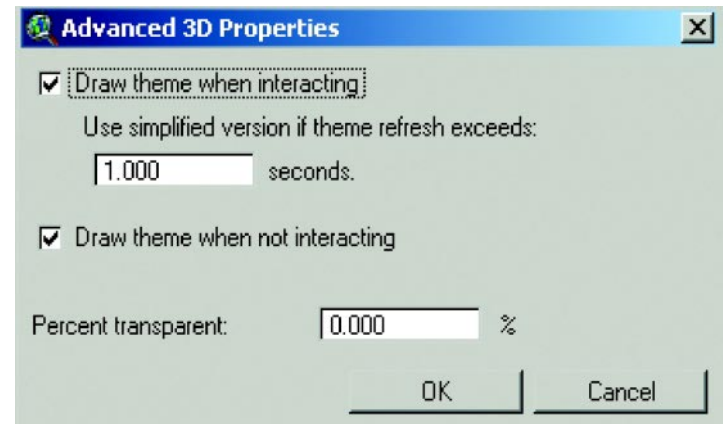 Advanced 3D Properties
Draw theme when interacting
Use simplified version if theme refresh exceeds:
1.000 seconds.
Draw theme when not interacting
Percent transparent: 0.000 %
OK Cancel